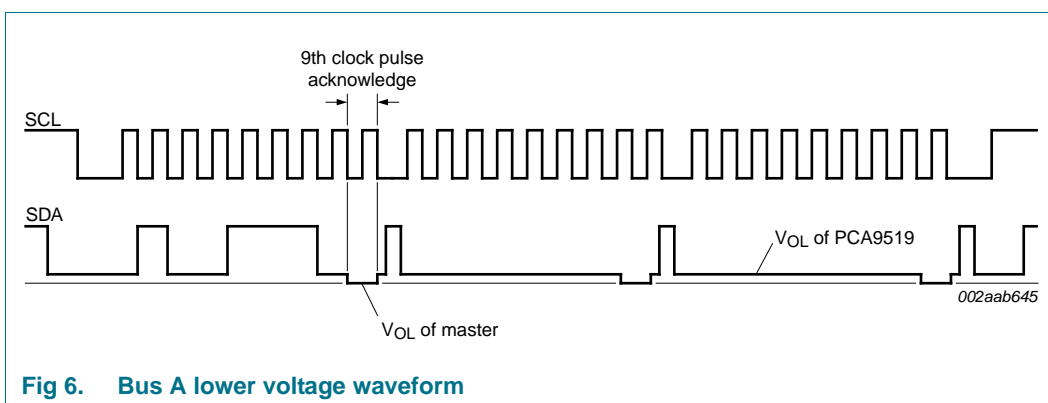 9th clock pulse
acknowledge
SCL
SDA
VOL of PCA9519
002aab645
VOL of master
Fig 6. Bus A lower voltage waveform